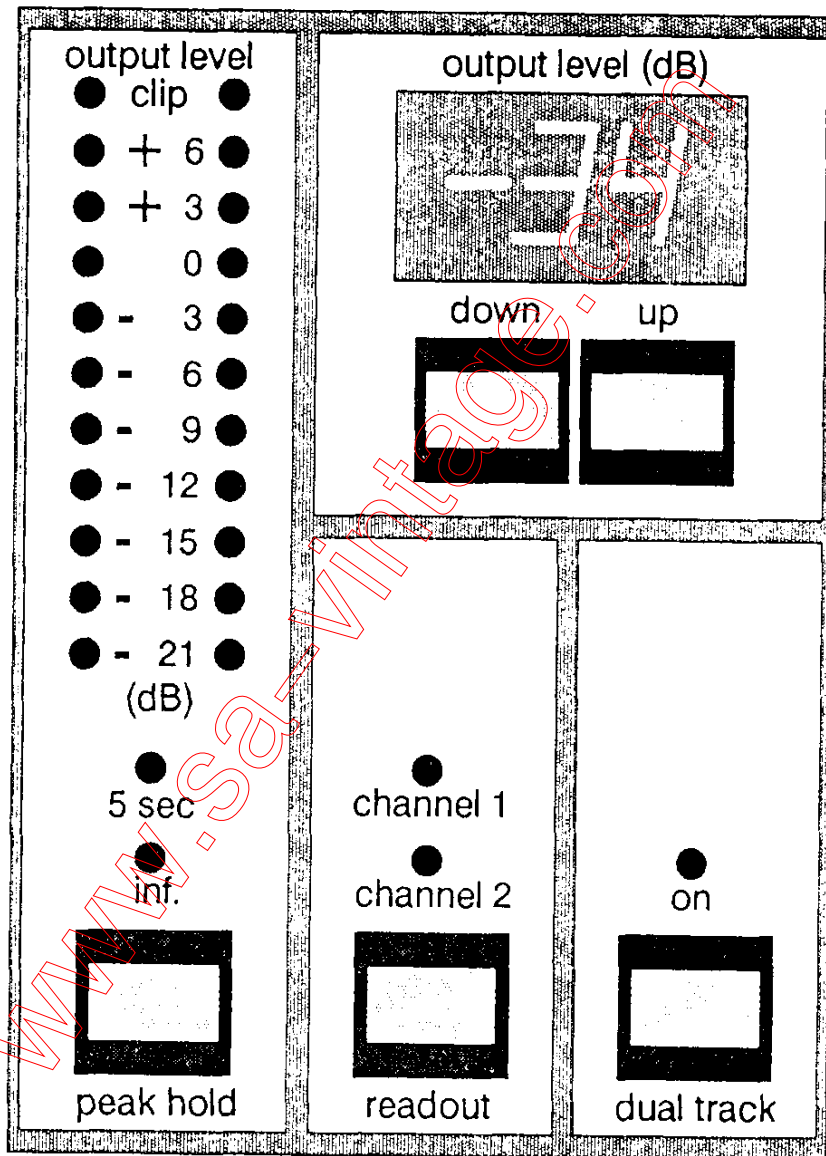 output level
clip
+ 6
+ 3
0
- 3
- 6
- 9
- 12
- 15
- 18
- 21
(dB)
5 sec
inf.
peak hold
output level (dB)
-34
down up
channel 1
channel 2
readout
on
dual track
www.sa-vintage.com